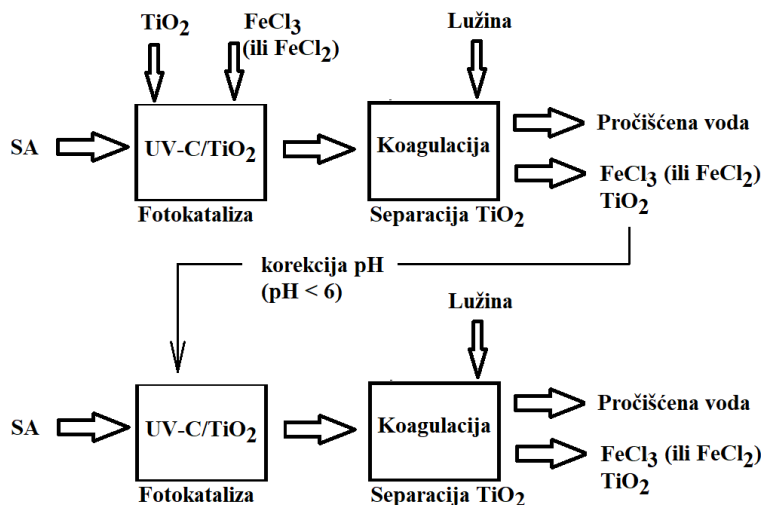 TiO2
FeCl3
(ili FeCl2)
Lužina
SA
UV-C/TiO2
Koagulacija
Pročišćena voda
FeCl3 (ili FeCl2)
TiO2
Fotokataliza
Separacija TiO2
korekcija pH
(pH < 6)
Lužina
SA
UV-C/TiO2
Koagulacija
Pročišćena voda
FeCl3 (ili FeCl2)
TiO2
Fotokataliza
Separacija TiO2